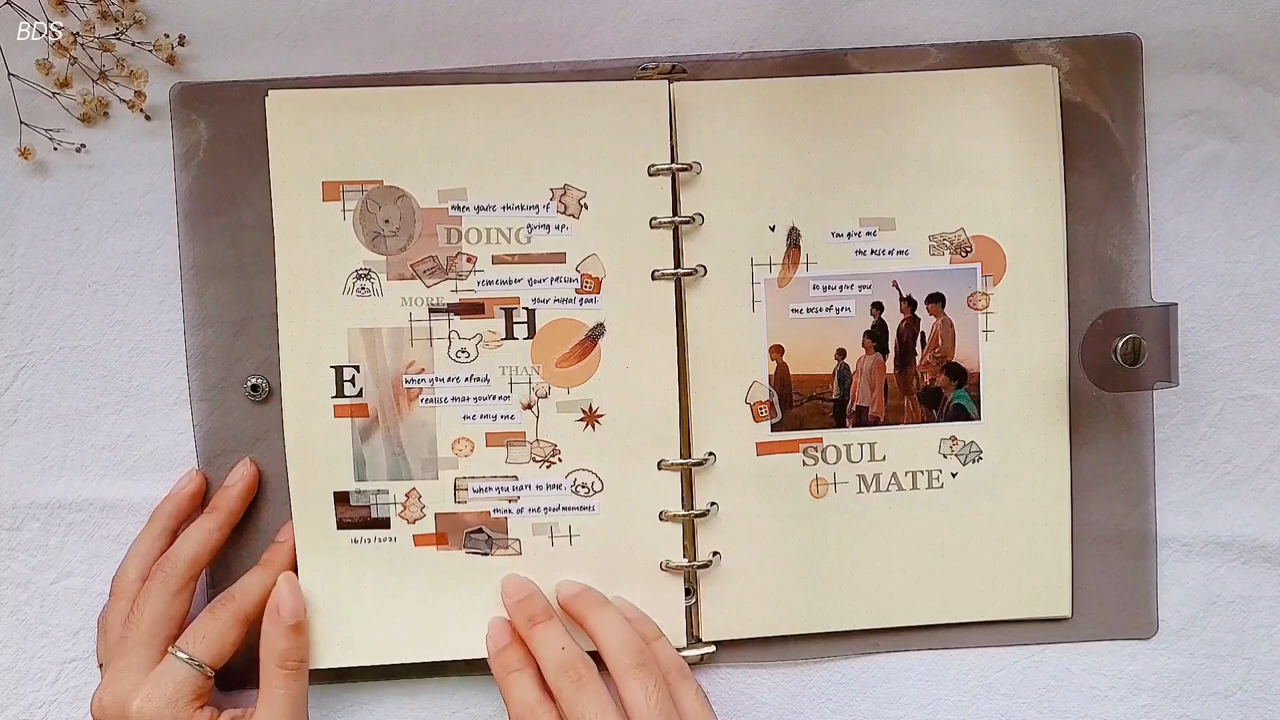 BDS
When you're thinking of
giving up,
DOING
remember your passion
your initial goal.
MORE
H
E
THAN
When you are afraid,
realise that you're not
the only one
When you start to hate,
think of the good moments
16/12/2021
You give me
the best of me
so you give you
the best of you
SOUL
MATE